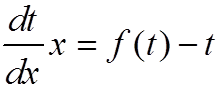 dt/dx x = f(t) − t